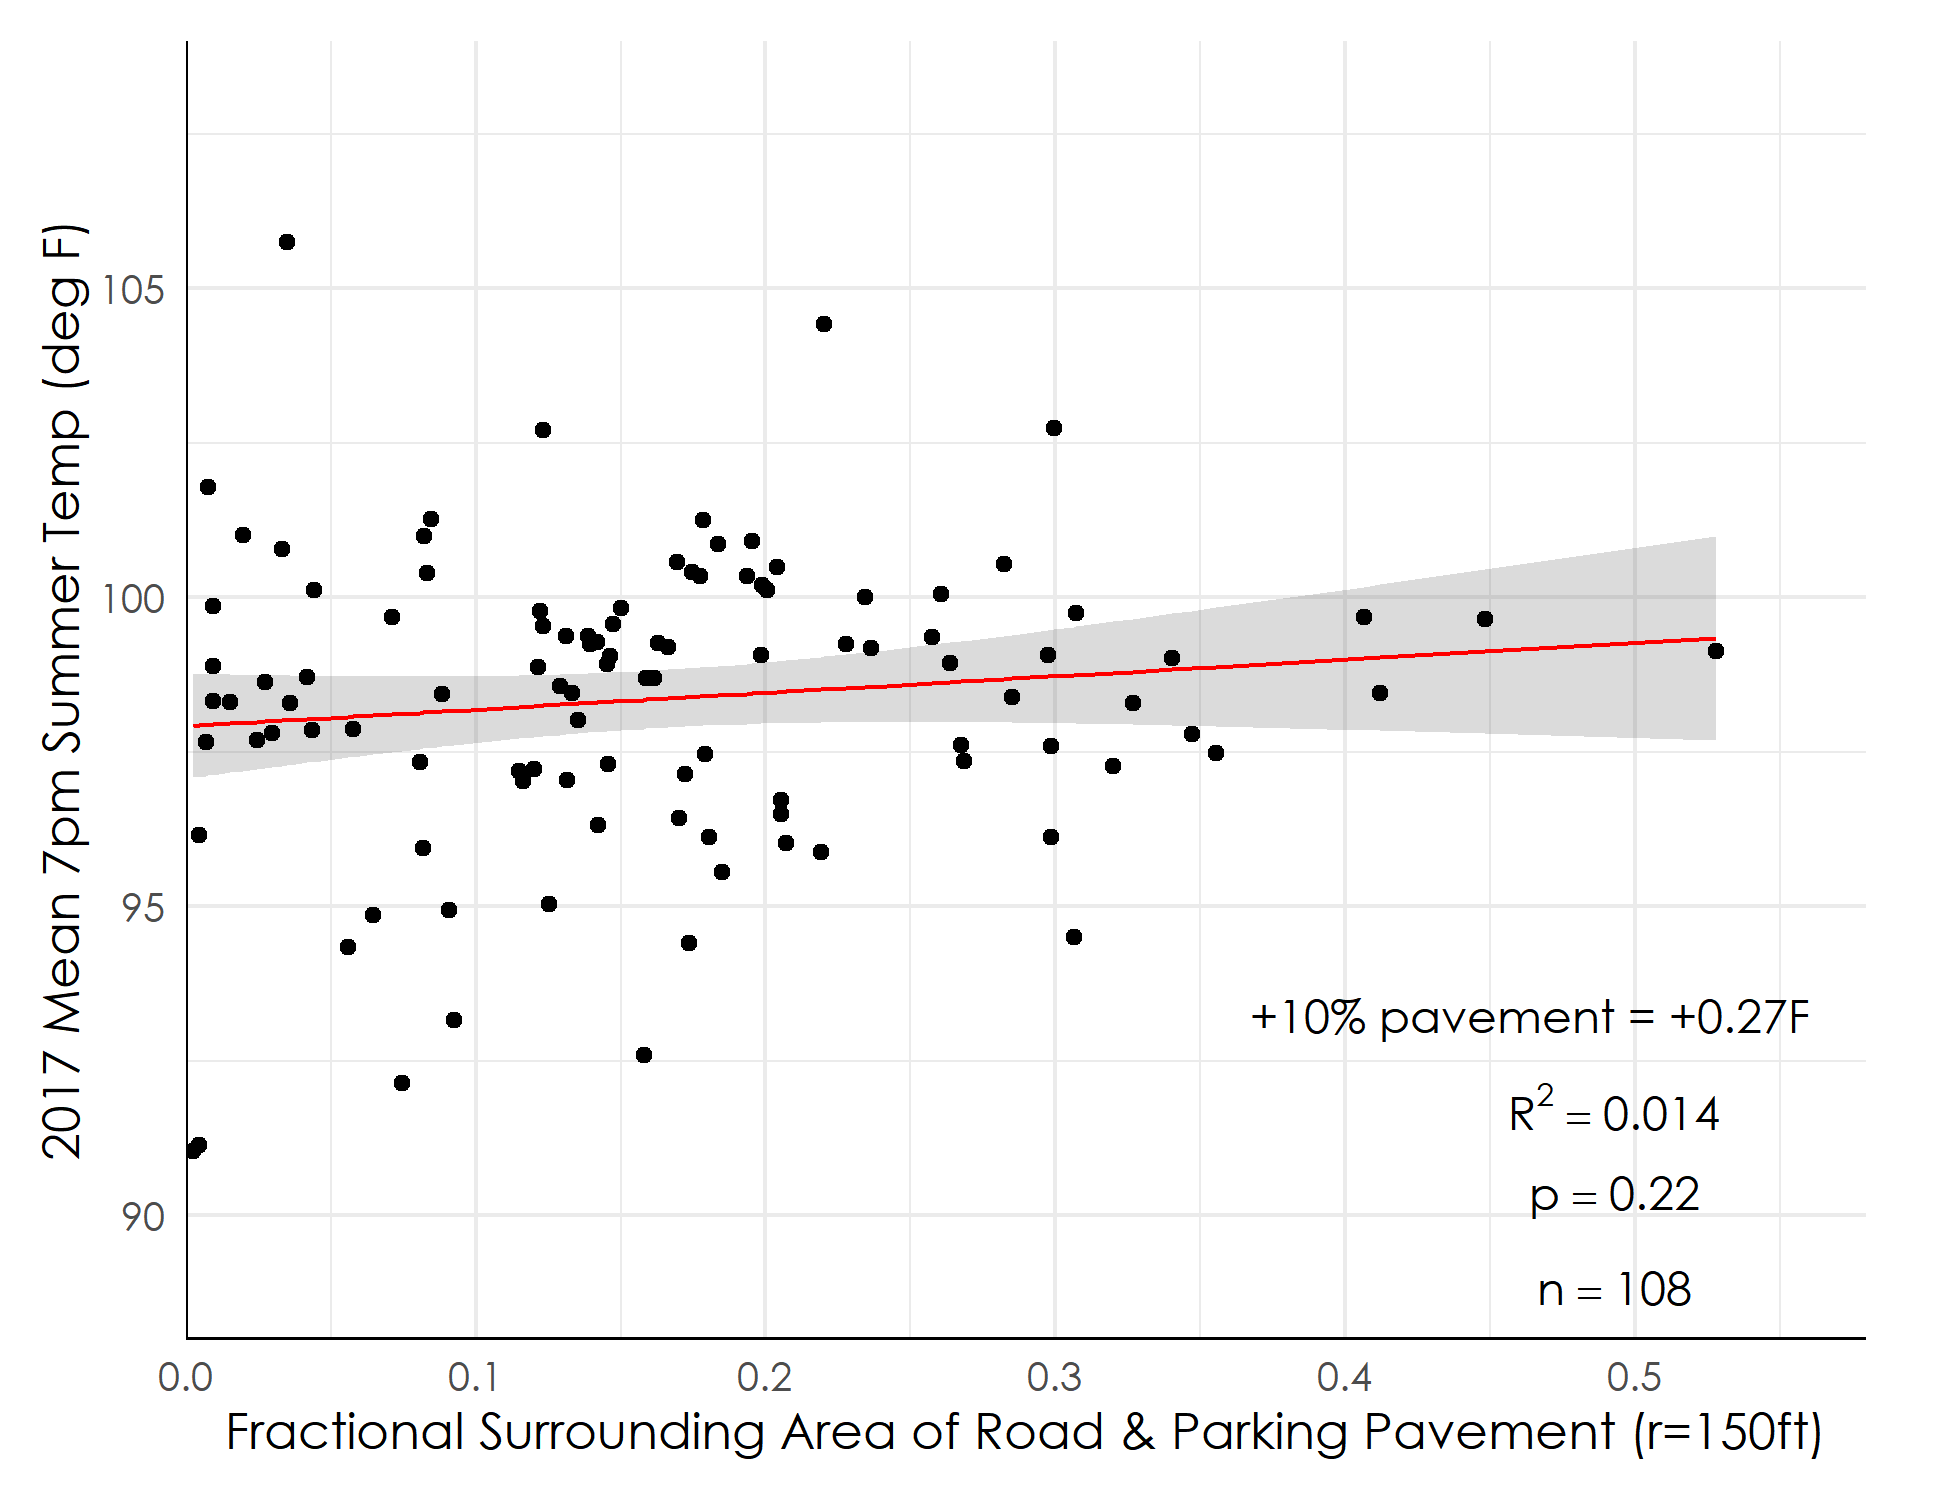 2017 Mean 7pm Summer Temp (deg F)
105
100
95
90
+10% pavement = +0.27F
R² = 0.014
p = 0.22
n = 108
0.0 0.1 0.2 0.3 0.4 0.5
Fractional Surrounding Area of Road & Parking Pavement (r=150ft)